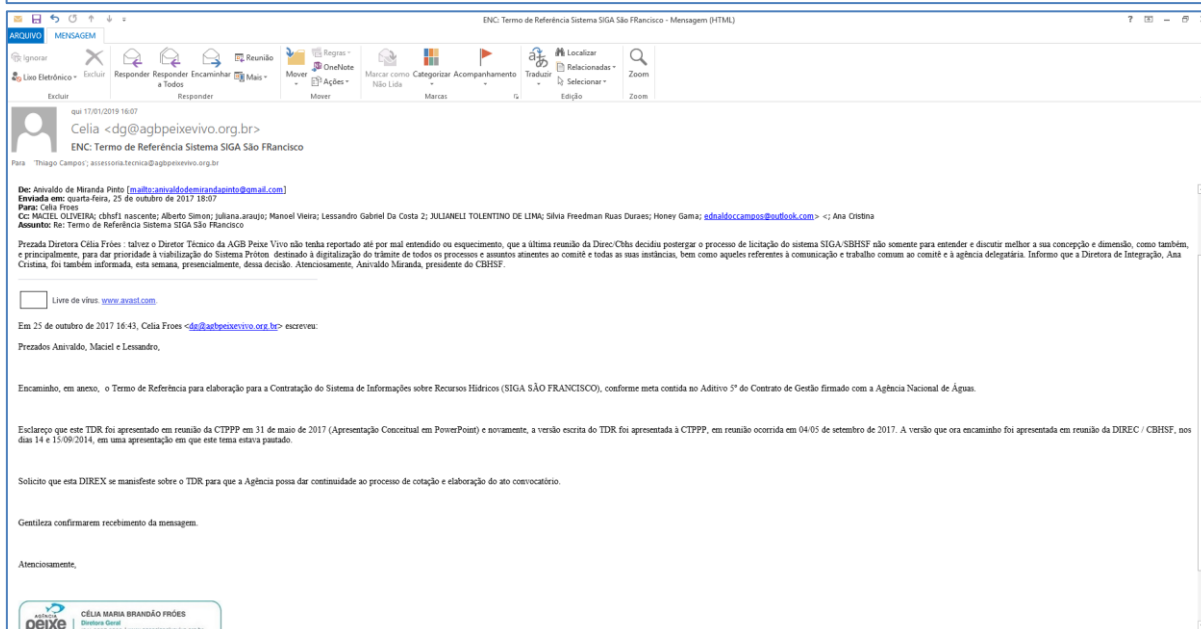 ENC: Termo de Referência Sistema SIGA São FRancisco - Mensagem (HTML)
ARQUIVO MENSAGEM
Ignorar
Lixo Eletrônico
Excluir
Responder
Responder a Todos
Encaminhar
Reunião
Mais
Mover
Regras
OneNote
Ações
Marcar como Não Lida
Categorizar
Acompanhamento
Traduzir
Localizar
Relacionadas
Selecionar
Zoom
Excluir Responder Mover Marcas Edição Zoom
qui 17/01/2019 16:07
Celia <dg@agbpeixevivo.org.br>
ENC: Termo de Referência Sistema SIGA São FRancisco
Para 'Thiago Campos'; assessoria.tecnica@agbpeixevivo.org.br
De: Anivaldo de Miranda Pinto [mailto:anivaldodemirandapinto@gmail.com]
Enviada em: quarta-feira, 25 de outubro de 2017 18:07
Para: Celia Froes
Cc: MACIEL OLIVEIRA; cbhsf1 nascente; Alberto Simon; juliana.araujo; Manoel Vieira; Lessandro Gabriel Da Costa 2; JULIANELI TOLENTINO DE LIMA; Silvia Freedman Ruas Duraes; Honey Gama; ednaldoccampos@outlook.com> <; Ana Cristina
Assunto: Re: Termo de Referência Sistema SIGA São FRancisco
Prezada Diretora Célia Fróes : talvez o Diretor Técnico da AGB Peixe Vivo não tenha reportado até por mal entendido ou esquecimento, que a última reunião da Direc/Cbhs decidiu postergar o processo de licitação do sistema SIGA/SBHSF não somente para entender e discutir melhor a sua concepção e dimensão, como também,
e principalmente, para dar prioridade à viabilização do Sistema Próton destinado à digitalização do trâmite de todos os processos e assuntos atinentes ao comitê e todas as suas instâncias, bem como aqueles referentes à comunicação e trabalho comum ao comitê e à agência delegatária. Informo que a Diretora de Integração, Ana
Cristina, foi também informada, esta semana, presencialmente, dessa decisão. Atenciosamente, Anivaldo Miranda, presidente do CBHSF.
Livre de vírus. www.avast.com.
Em 25 de outubro de 2017 16:43, Celia Froes <dg@agbpeixevivo.org.br> escreveu:
Prezados Anivaldo, Maciel e Lessandro,
Encaminho, em anexo, o Termo de Referência para elaboração para a Contratação do Sistema de Informações sobre Recursos Hídricos (SIGA SÃO FRANCISCO), conforme meta contida no Aditivo 5º do Contrato de Gestão firmado com a Agência Nacional de Águas.
Esclareço que este TDR foi apresentado em reunião da CTPPP em 31 de maio de 2017 (Apresentação Conceitual em PowerPoint) e novamente, a versão escrita do TDR foi apresentada à CTPPP, em reunião ocorrida em 04/05 de setembro de 2017. A versão que ora encaminho foi apresentada em reunião da DIREC / CBHSF, nos
dias 14 e 15/09/2014, em uma apresentação em que este tema estava pautado.
Solicito que esta DIREX se manisfeste sobre o TDR para que a Agência possa dar continuidade ao processo de cotação e elaboração do ato convocatório.
Gentileza confirmarem recebimento da mensagem.
Atenciosamente,
AGÊNCIA
peixe
CÉLIA MARIA BRANDÃO FRÓES
Diretora Geral